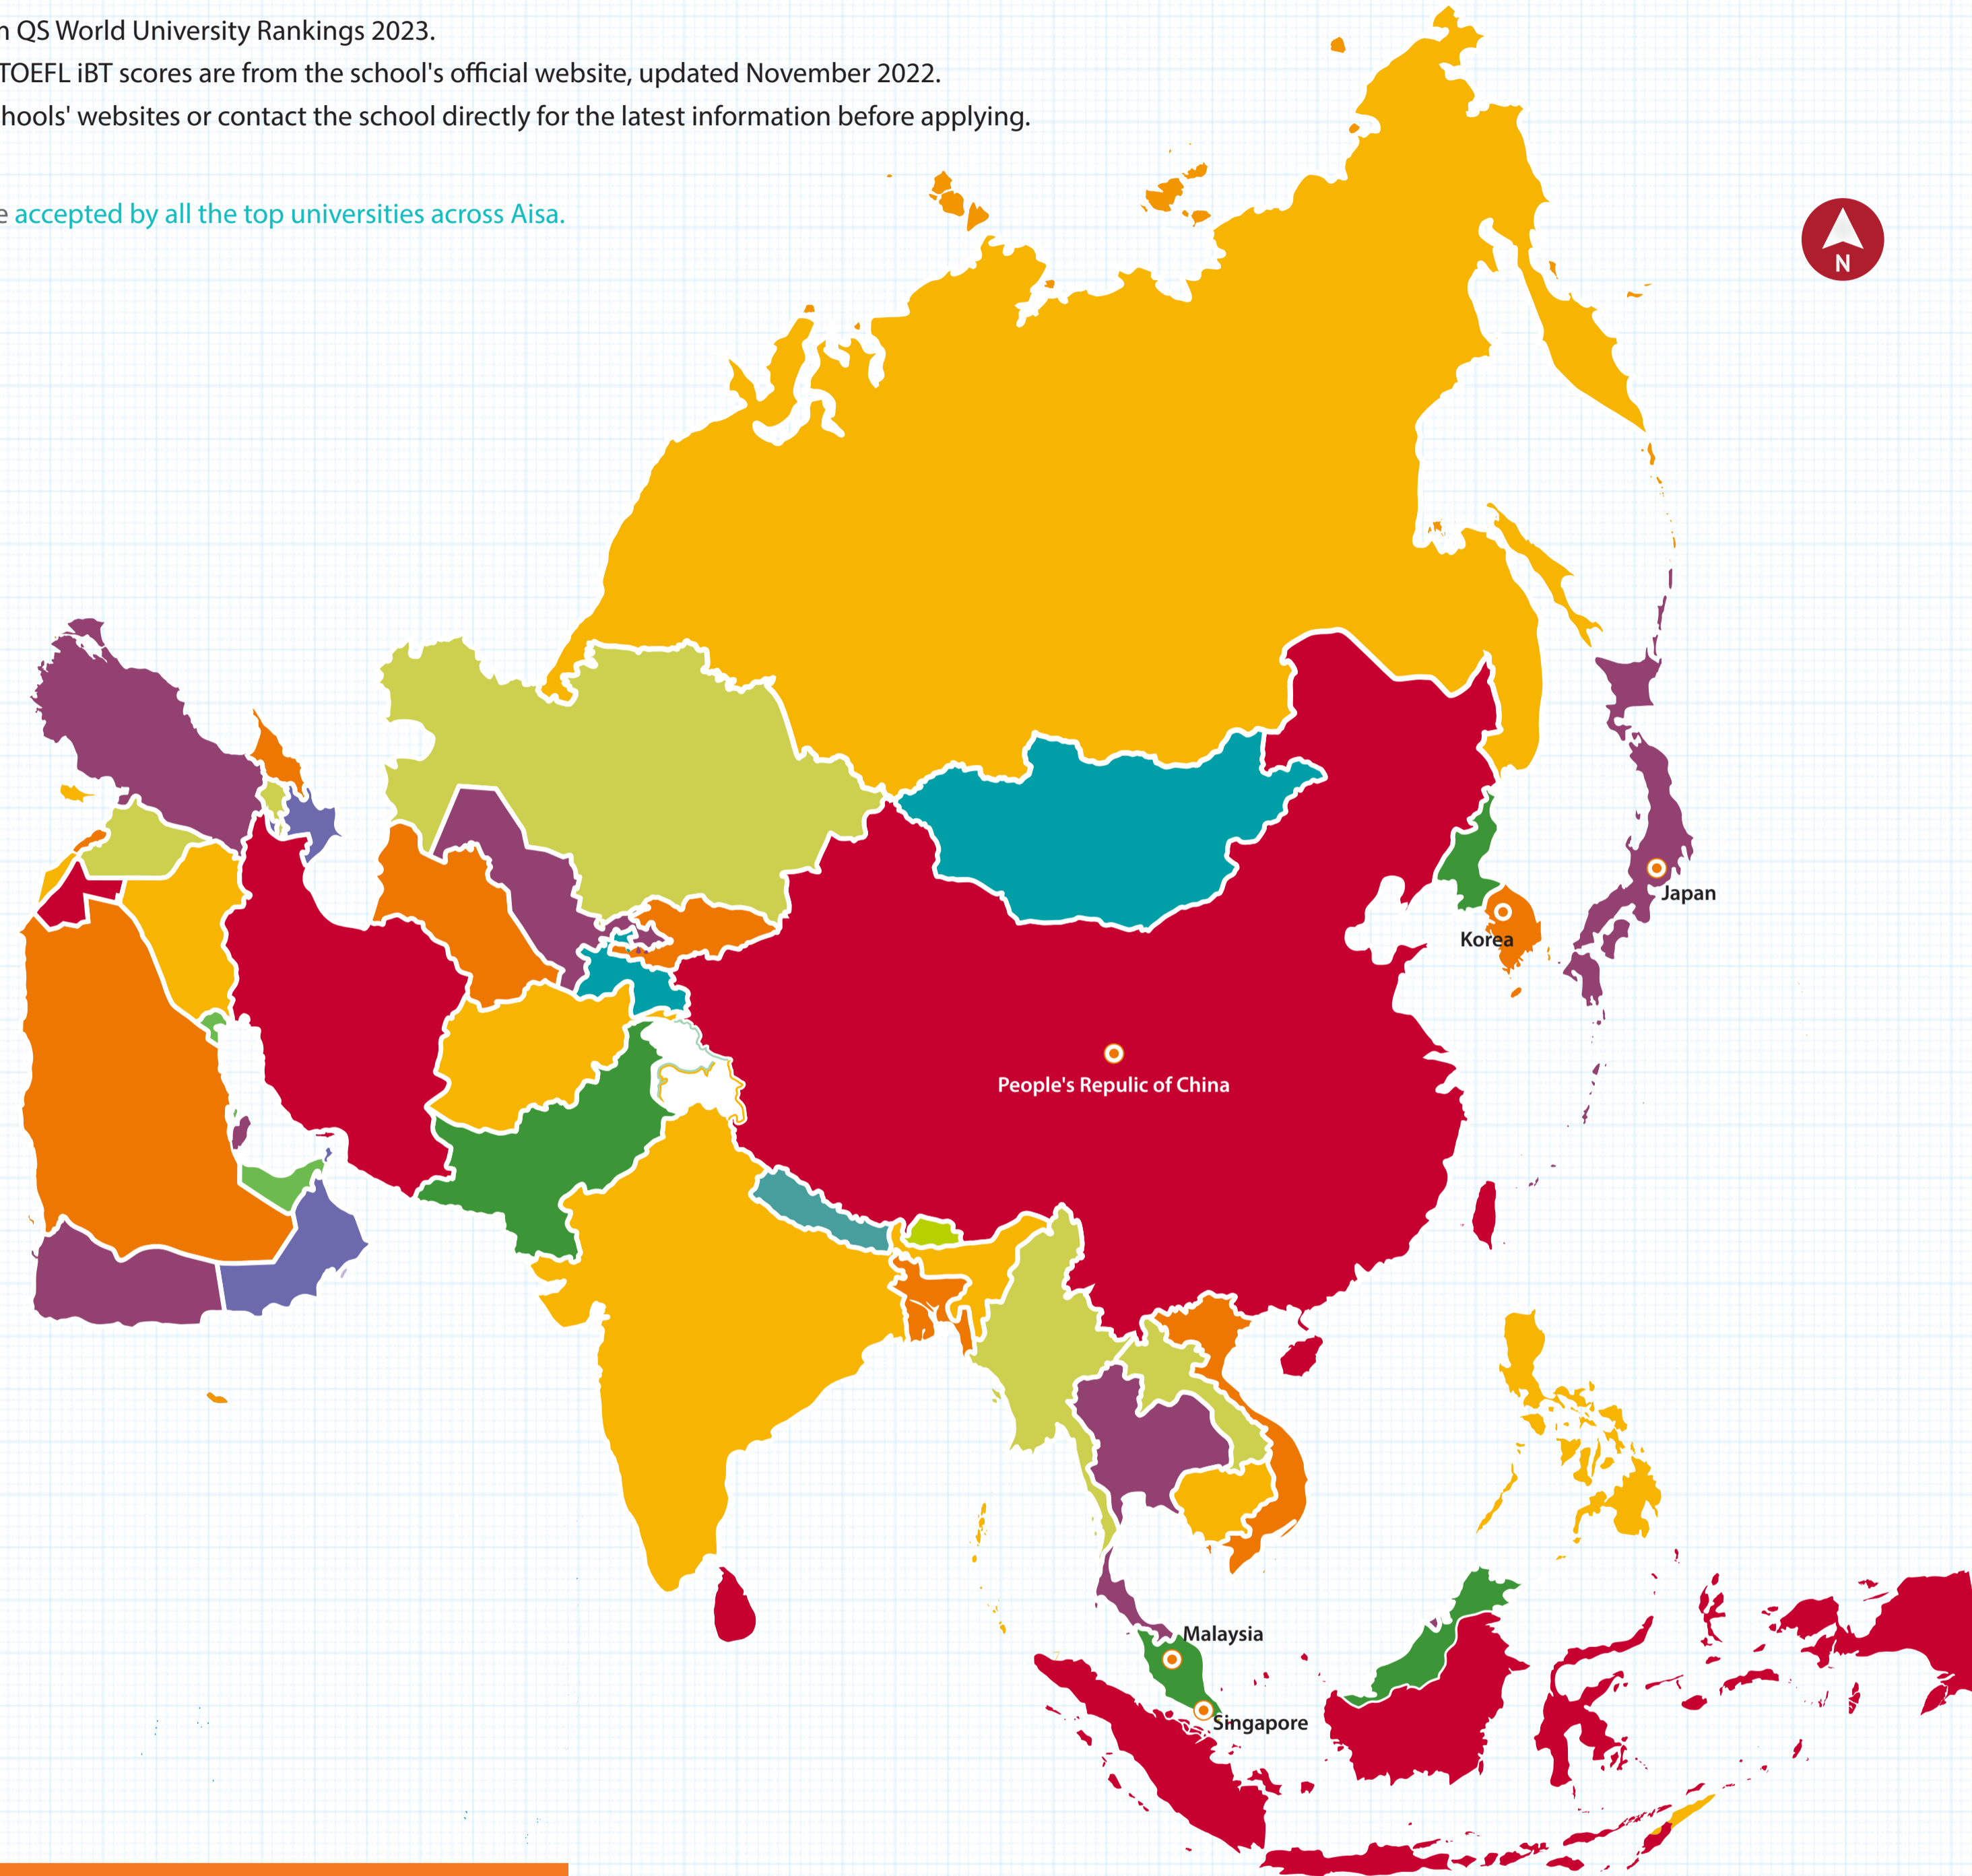 n QS World University Rankings 2023.
TOEFL iBT scores are from the school's official website, updated November 2022.
hools' websites or contact the school directly for the latest information before applying.
e accepted by all the top universities across Aisa.
N
Japan
Korea
People's Repulic of China
Malaysia
Singapore